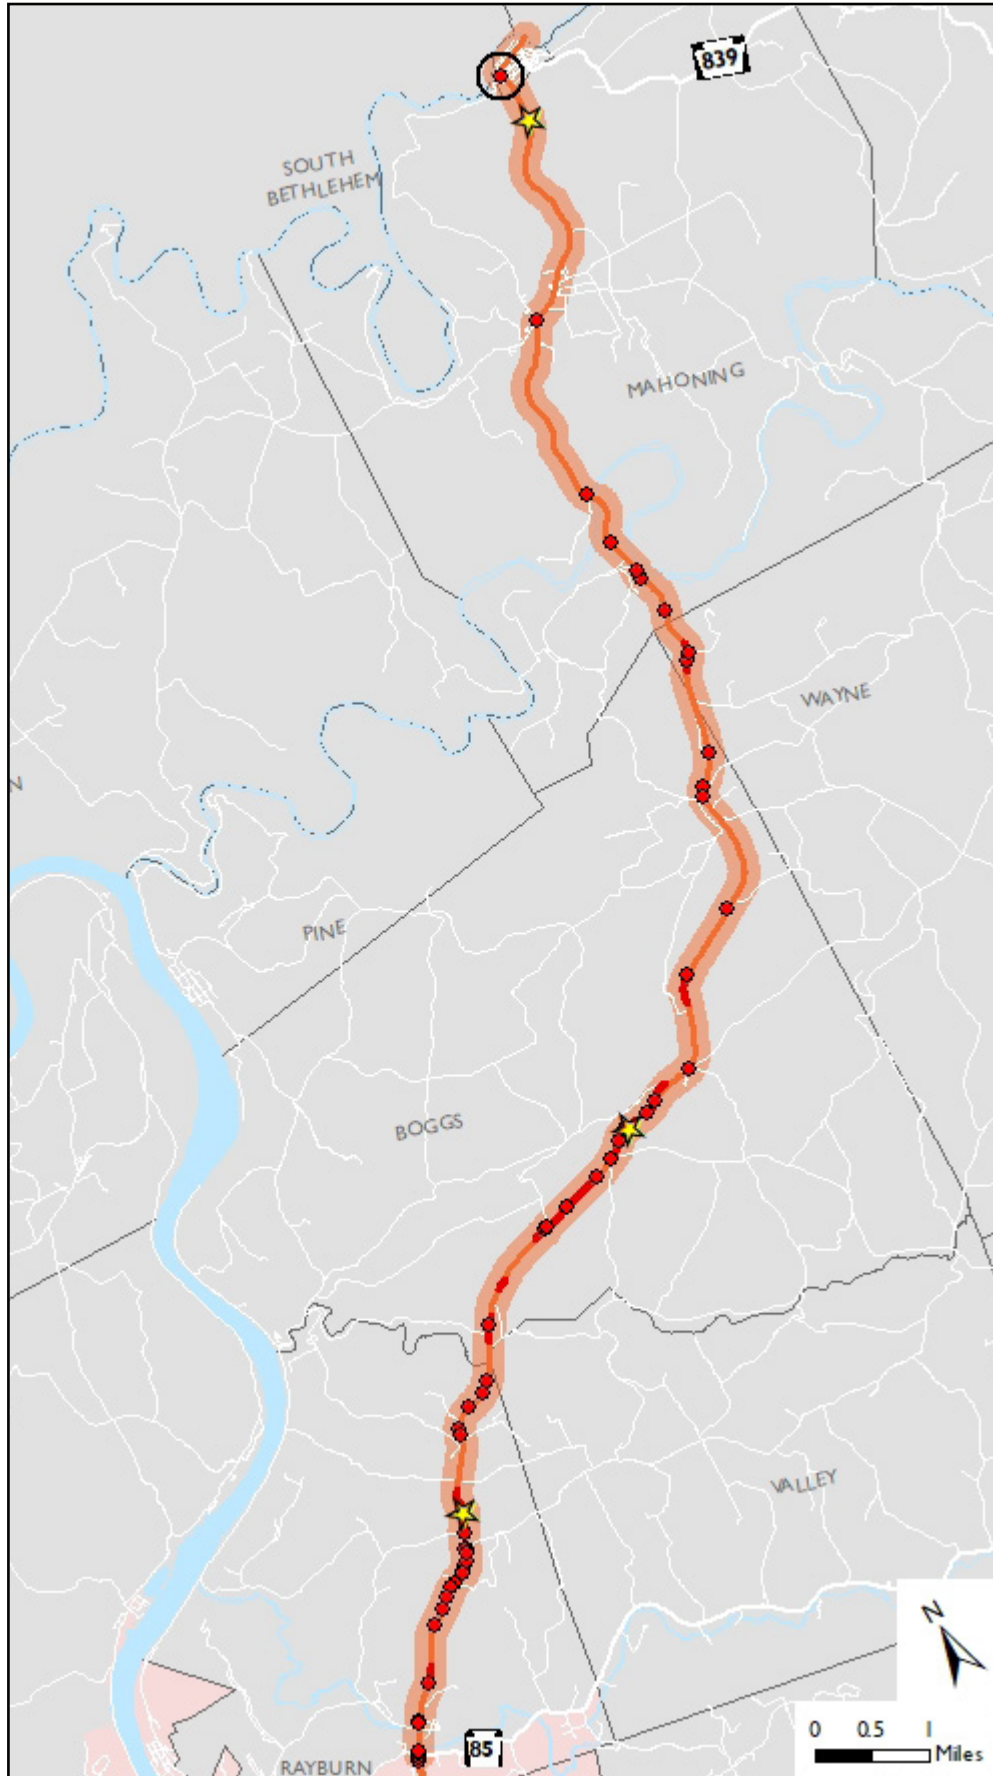 839
SOUTH
BETHLEHEM
MAHONING
WAYNE
N
PINE
BOGGS
VALLEY
N
0 0.5 1
Miles
85
RAYBURN